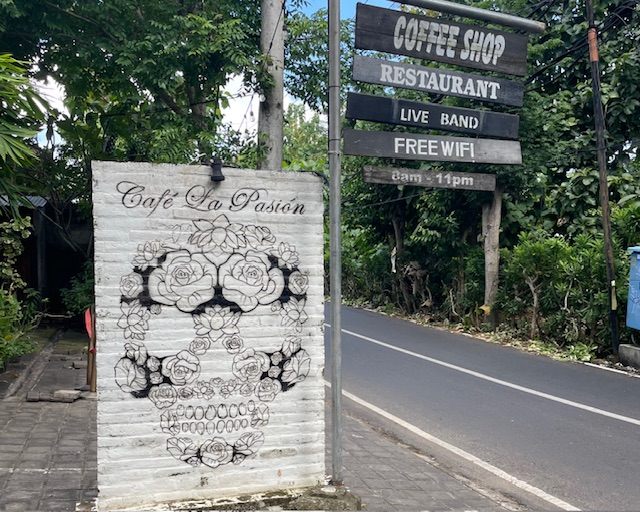 Café La Pasión
COFFEE SHOP
RESTAURANT
LIVE BAND
FREE WIFI
8am - 11pm